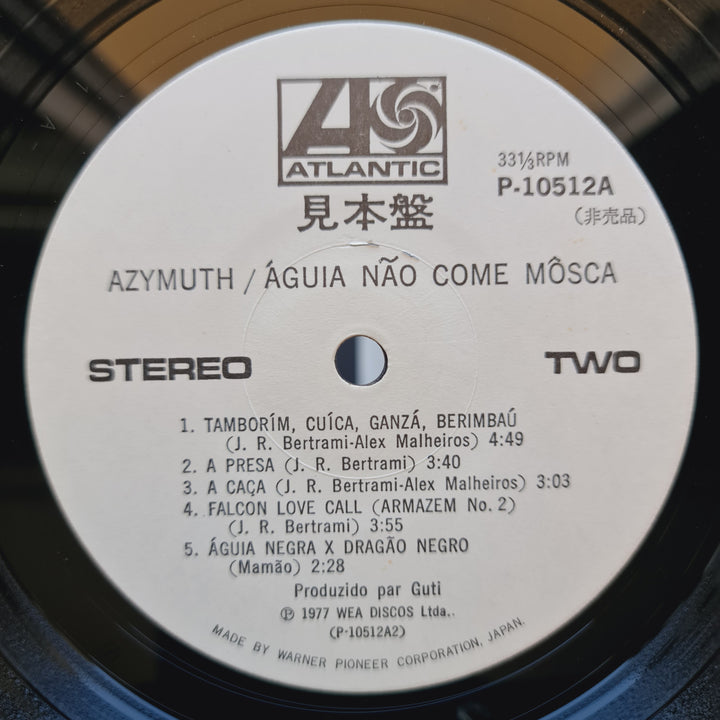 ATLANTIC
見本盤
33⅓RPM
P-10512A
(非売品)
AZYMUTH / ÁGUIA NÃO COME MÔSCA
STEREO
TWO
1. TAMBORÍM, CUÍCA, GANZÁ, BERIMBAÚ
(J. R. Bertrami-Alex Malheiros) 4:49
2. A PRESA (J. R. Bertrami) 3:40
3. A CAÇA (J. R. Bertrami-Alex Malheiros) 3:03
4. FALCON LOVE CALL (ARMAZEM No. 2)
(J. R. Bertrami) 3:55
5. ÁGUIA NEGRA X DRAGÃO NEGRO
(Mamão) 2:28
Produzido par Guti
Ⓟ 1977 WEA DISCOS Ltda..
(P-10512A2)
MADE BY WARNER PIONEER CORPORATION, JAPAN.